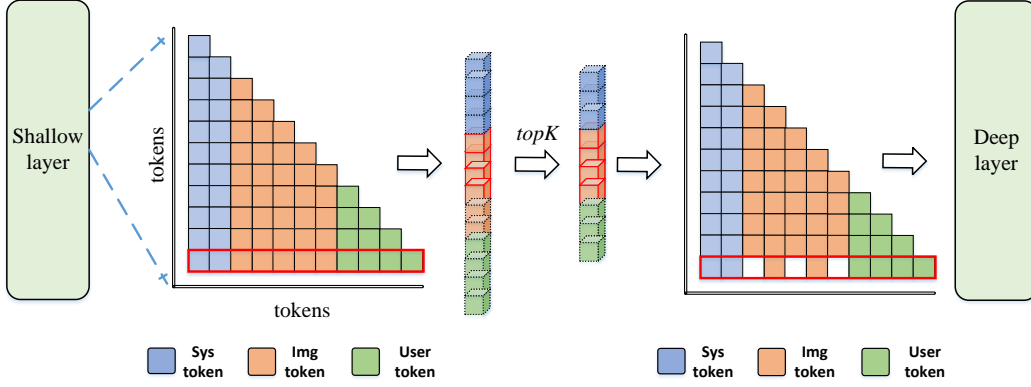 Shallow
layer
tokens
tokens
topK
Deep
layer
Sys
token
Img
token
User
token
Sys
token
Img
token
User
token